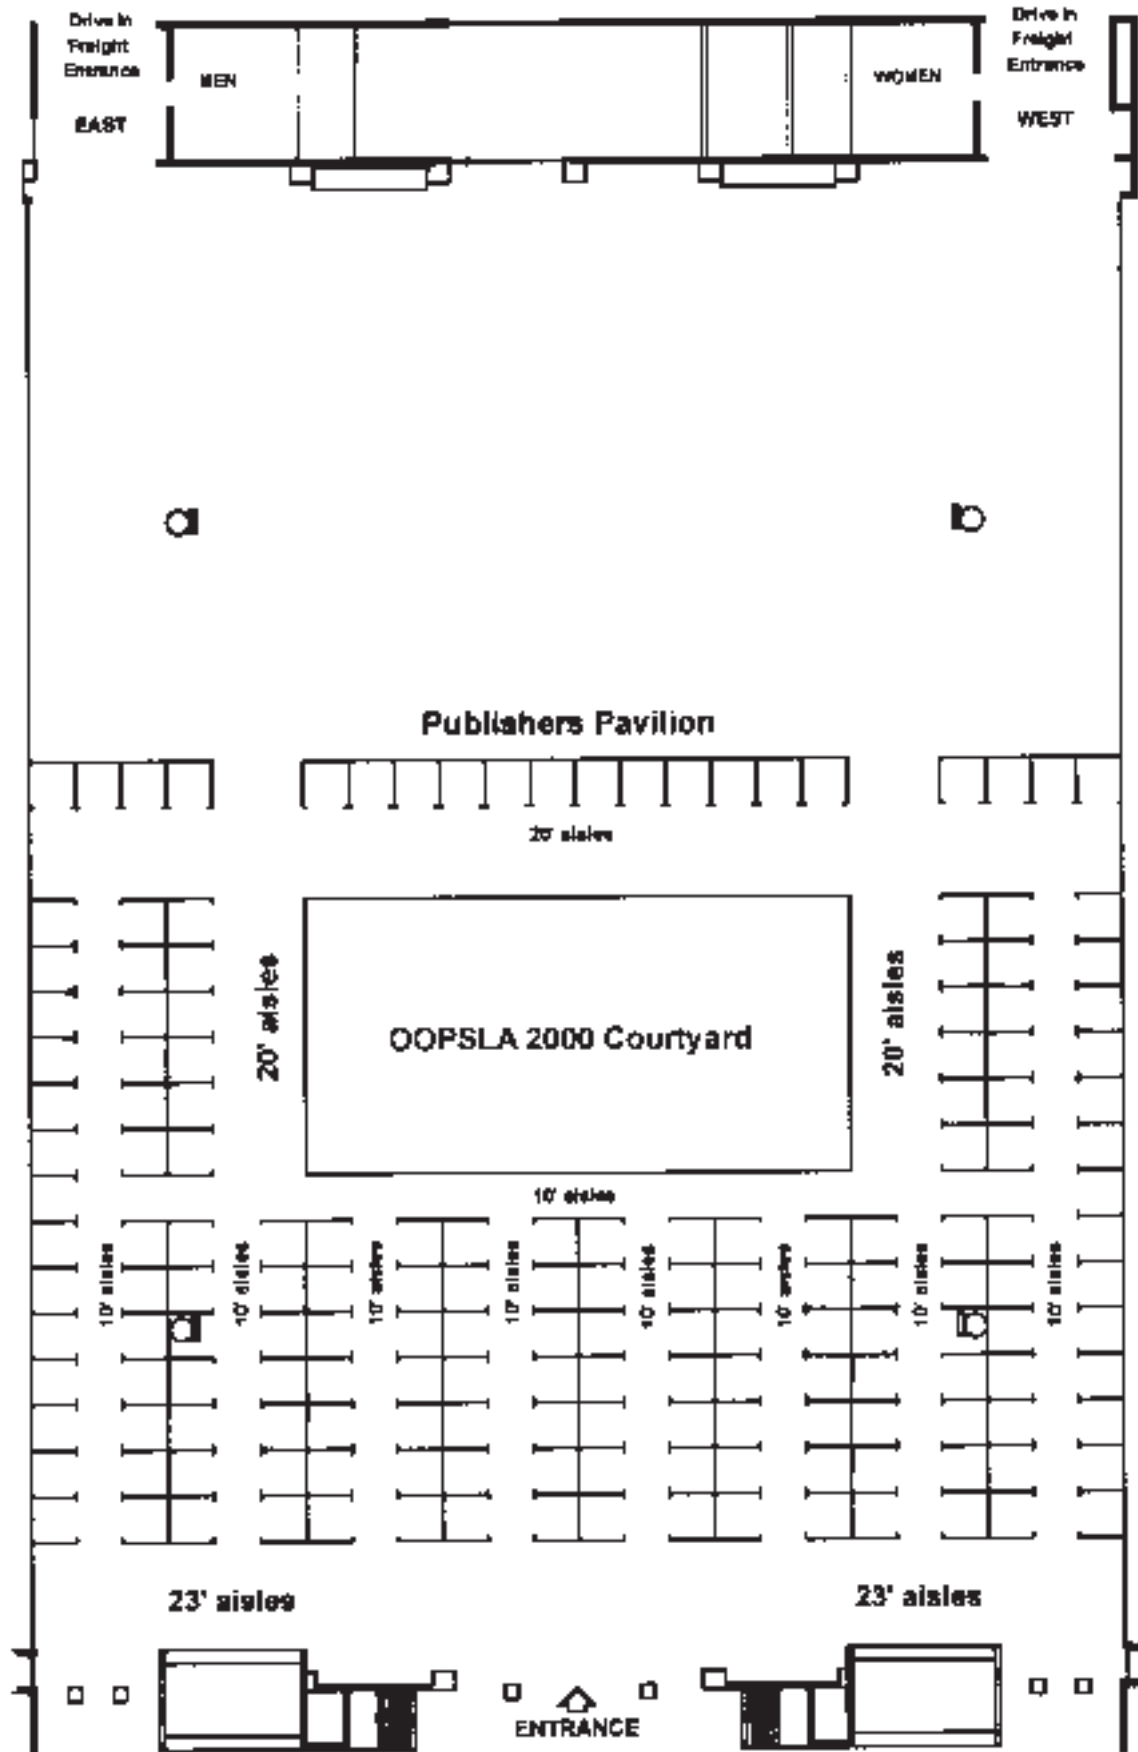 Drive In
Freight
Entrance
EAST
MEN
WOMEN
Drive In
Freight
Entrance
WEST
Publishers Pavilion
20' aisles
20' aisles
OOPSLA 2000 Courtyard
20' aisles
10' aisles
10' aisles
10' aisles
10' aisles
10' aisles
10' aisles
10' aisles
10' aisles
10' aisles
23' aisles
23' aisles
ENTRANCE